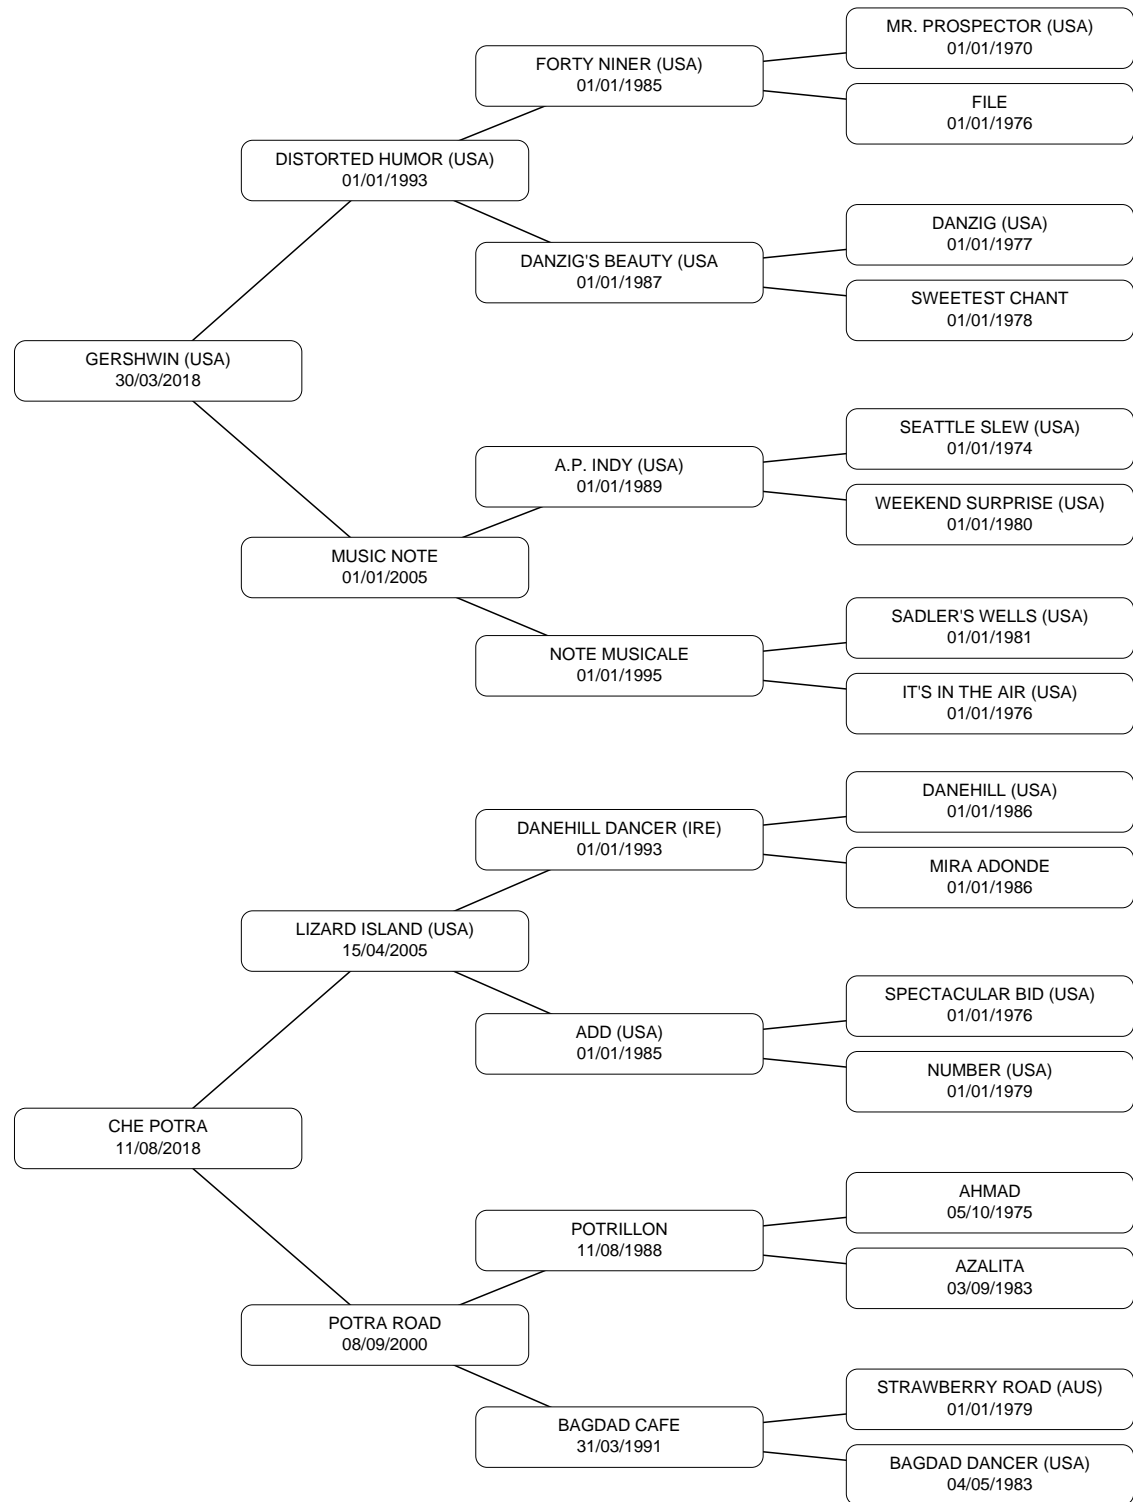 MR. PROSPECTOR (USA)
01/01/1970
FORTY NINER (USA)
01/01/1985
FILE
01/01/1976
DISTORTED HUMOR (USA)
01/01/1993
DANZIG (USA)
01/01/1977
DANZIG'S BEAUTY (USA
01/01/1987
SWEETEST CHANT
01/01/1978
GERSHWIN (USA)
30/03/2018
SEATTLE SLEW (USA)
01/01/1974
A.P. INDY (USA)
01/01/1989
WEEKEND SURPRISE (USA)
01/01/1980
MUSIC NOTE
01/01/2005
SADLER'S WELLS (USA)
01/01/1981
NOTE MUSICALE
01/01/1995
IT'S IN THE AIR (USA)
01/01/1976
DANEHILL (USA)
01/01/1986
DANEHILL DANCER (IRE)
01/01/1993
MIRA ADONDE
01/01/1986
LIZARD ISLAND (USA)
15/04/2005
SPECTACULAR BID (USA)
01/01/1976
ADD (USA)
01/01/1985
NUMBER (USA)
01/01/1979
CHE POTRA
11/08/2018
AHMAD
05/10/1975
POTRILLON
11/08/1988
AZALITA
03/09/1983
POTRA ROAD
08/09/2000
STRAWBERRY ROAD (AUS)
01/01/1979
BAGDAD CAFE
31/03/1991
BAGDAD DANCER (USA)
04/05/1983